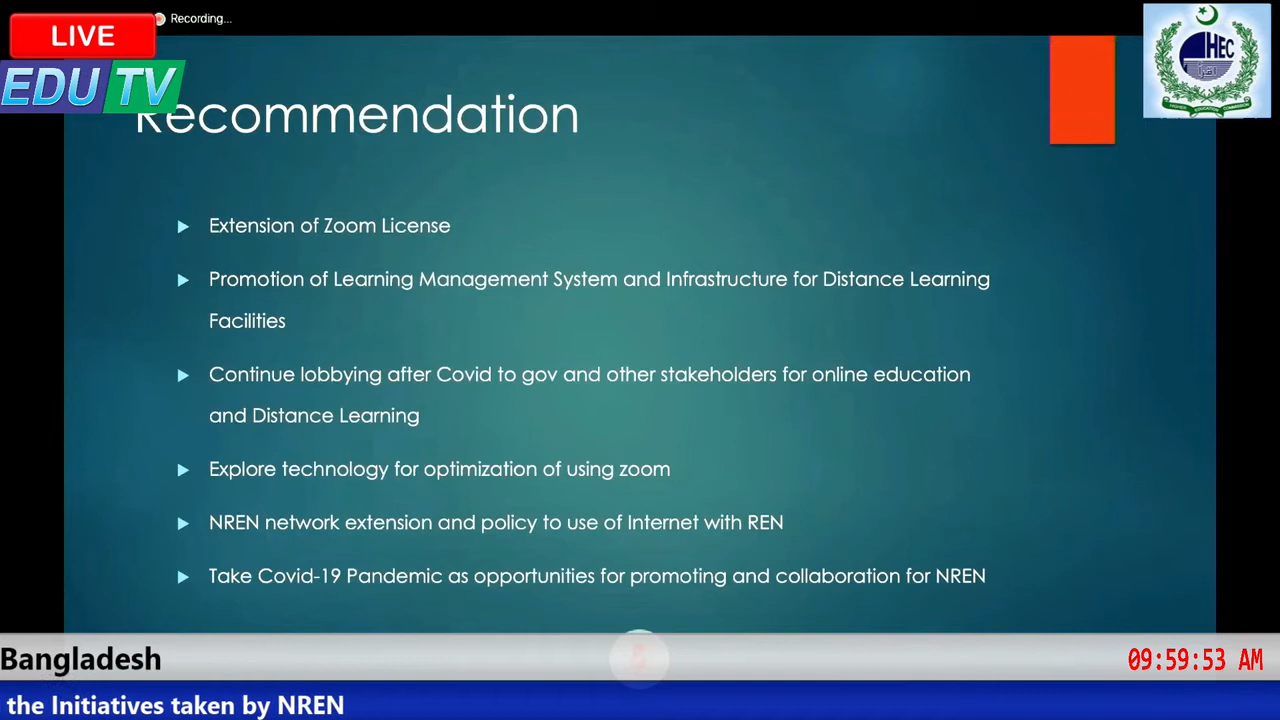 Recording...
LIVE
EDU TV
HEC
Recommendation
Extension of Zoom License
Promotion of Learning Management System and Infrastructure for Distance Learning
Facilities
Continue lobbying after Covid to gov and other stakeholders for online education
and Distance Learning
Explore technology for optimization of using zoom
NREN network extension and policy to use of Internet with REN
Take Covid-19 Pandemic as opportunities for promoting and collaboration for NREN
Bangladesh
09:59:53 AM
the Initiatives taken by NREN